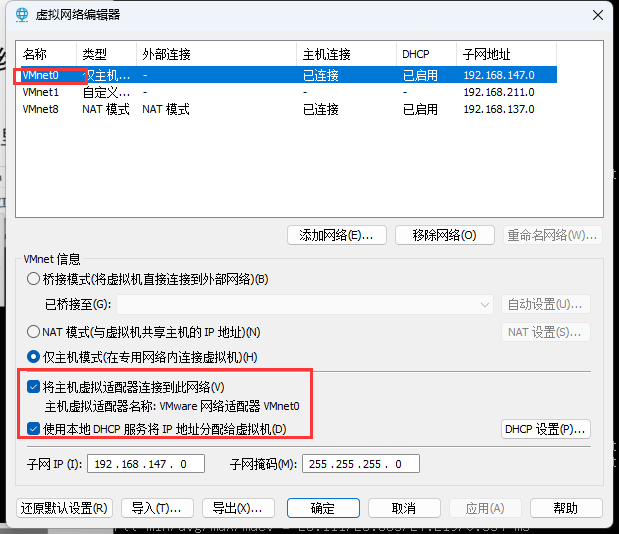 虚拟网络编辑器
名称 类型 外部连接 主机连接 DHCP 子网地址
VMnet0 仅主机... - 已连接 已启用 192.168.147.0
VMnet1 自定义... - - - 192.168.211.0
VMnet8 NAT 模式 NAT 模式 已连接 已启用 192.168.137.0
添加网络(E)... 移除网络(O) 重命名网络(W)...
VMnet 信息
桥接模式(将虚拟机直接连接到外部网络)(B)
已桥接至(G): 自动设置(U)...
NAT 模式(与虚拟机共享主机的 IP 地址)(N) NAT 设置(S)...
仅主机模式(在专用网络内连接虚拟机)(H)
将主机虚拟适配器连接到此网络(V)
主机虚拟适配器名称: VMware 网络适配器 VMnet0
使用本地 DHCP 服务将 IP 地址分配给虚拟机(D) DHCP 设置(P)...
子网 IP (I): 192 . 168 . 147 . 0 子网掩码(M): 255 . 255 . 255 . 0
还原默认设置(R) 导入(T)... 导出(X)... 确定 取消 应用(A) 帮助